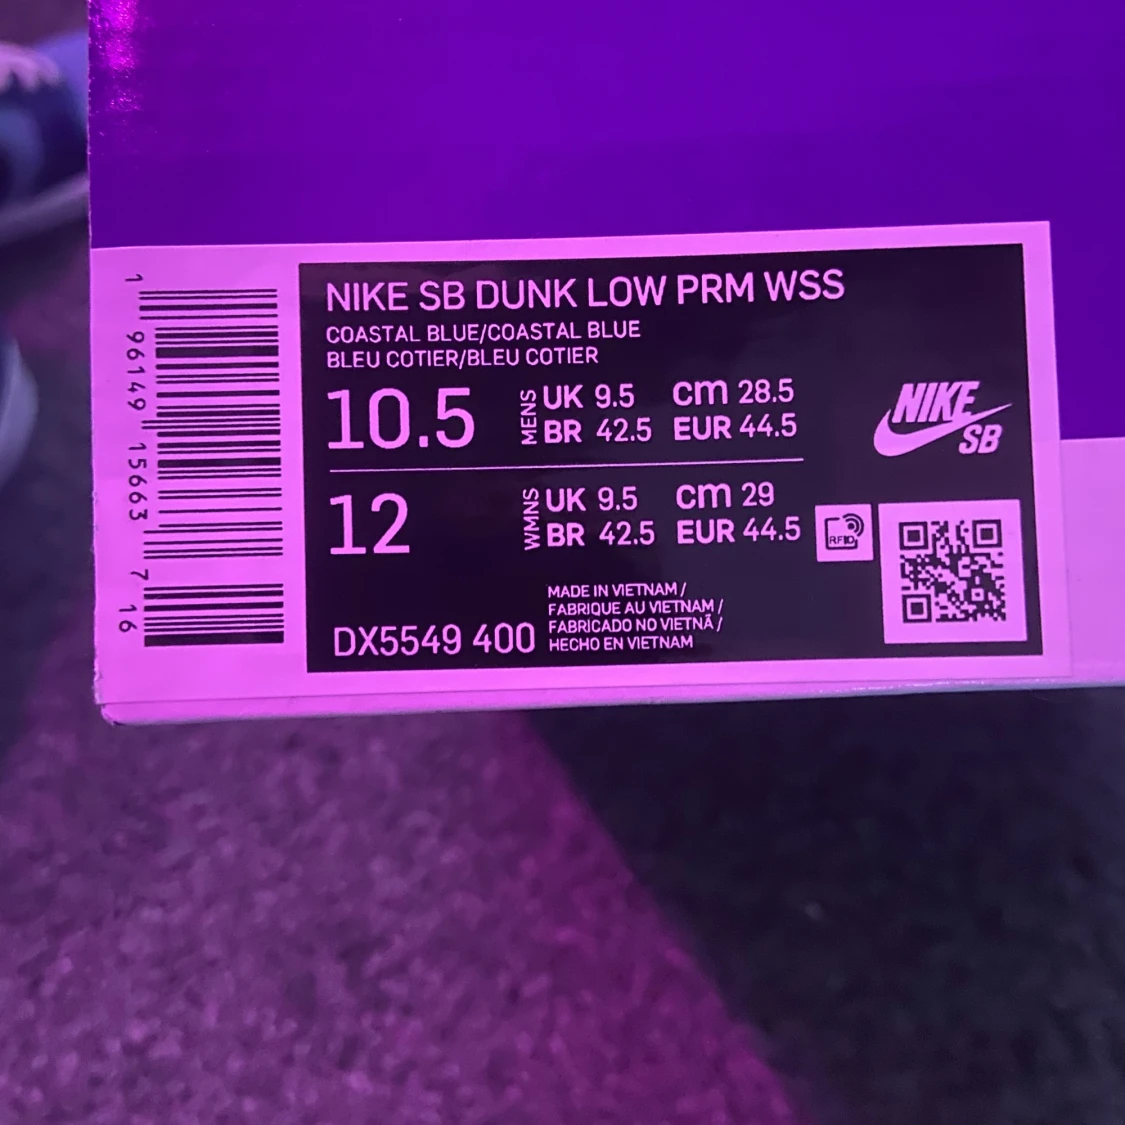 1 96149 15663 7 16
NIKE SB DUNK LOW PRM WSS
COASTAL BLUE/COASTAL BLUE
BLEU COTIER/BLEU COTIER
10.5 MENS UK 9.5 cm 28.5
BR 42.5 EUR 44.5
12 WMNS UK 9.5 cm 29
BR 42.5 EUR 44.5
NIKE
SB
RFID
MADE IN VIETNAM /
FABRIQUE AU VIETNAM /
FABRICADO NO VIETNÃ /
HECHO EN VIETNAM
DX5549 400